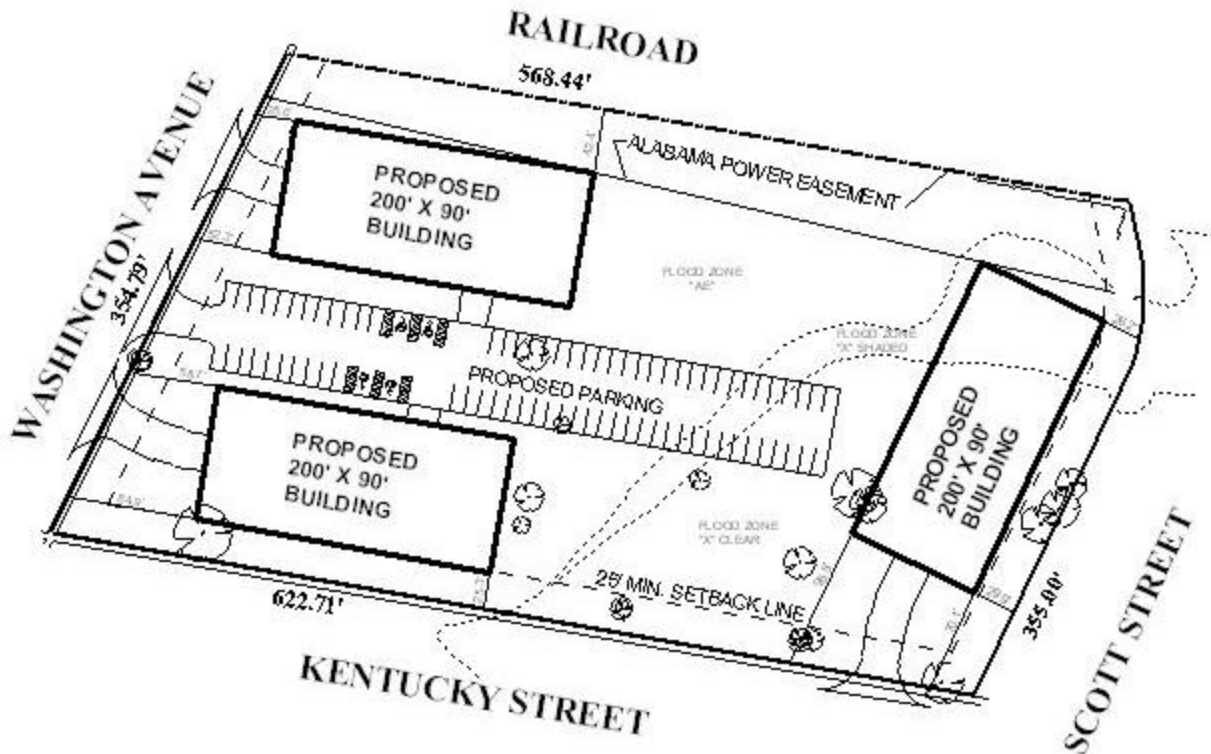 RAILROAD
568.44'
WASHINGTON AVENUE
354.79'
ALABAMA POWER EASEMENT
PROPOSED
200' X 90'
BUILDING
42.4'
FLOOD ZONE
"AE"
FLOOD ZONE
"X" SHADED
PROPOSED PARKING
PROPOSED
200' X 90'
BUILDING
PROPOSED
200' X 90'
BUILDING
FLOOD ZONE
"X" CLEAR
25' MIN. SETBACK LINE
622.71'
355.00'
KENTUCKY STREET
SCOTT STREET